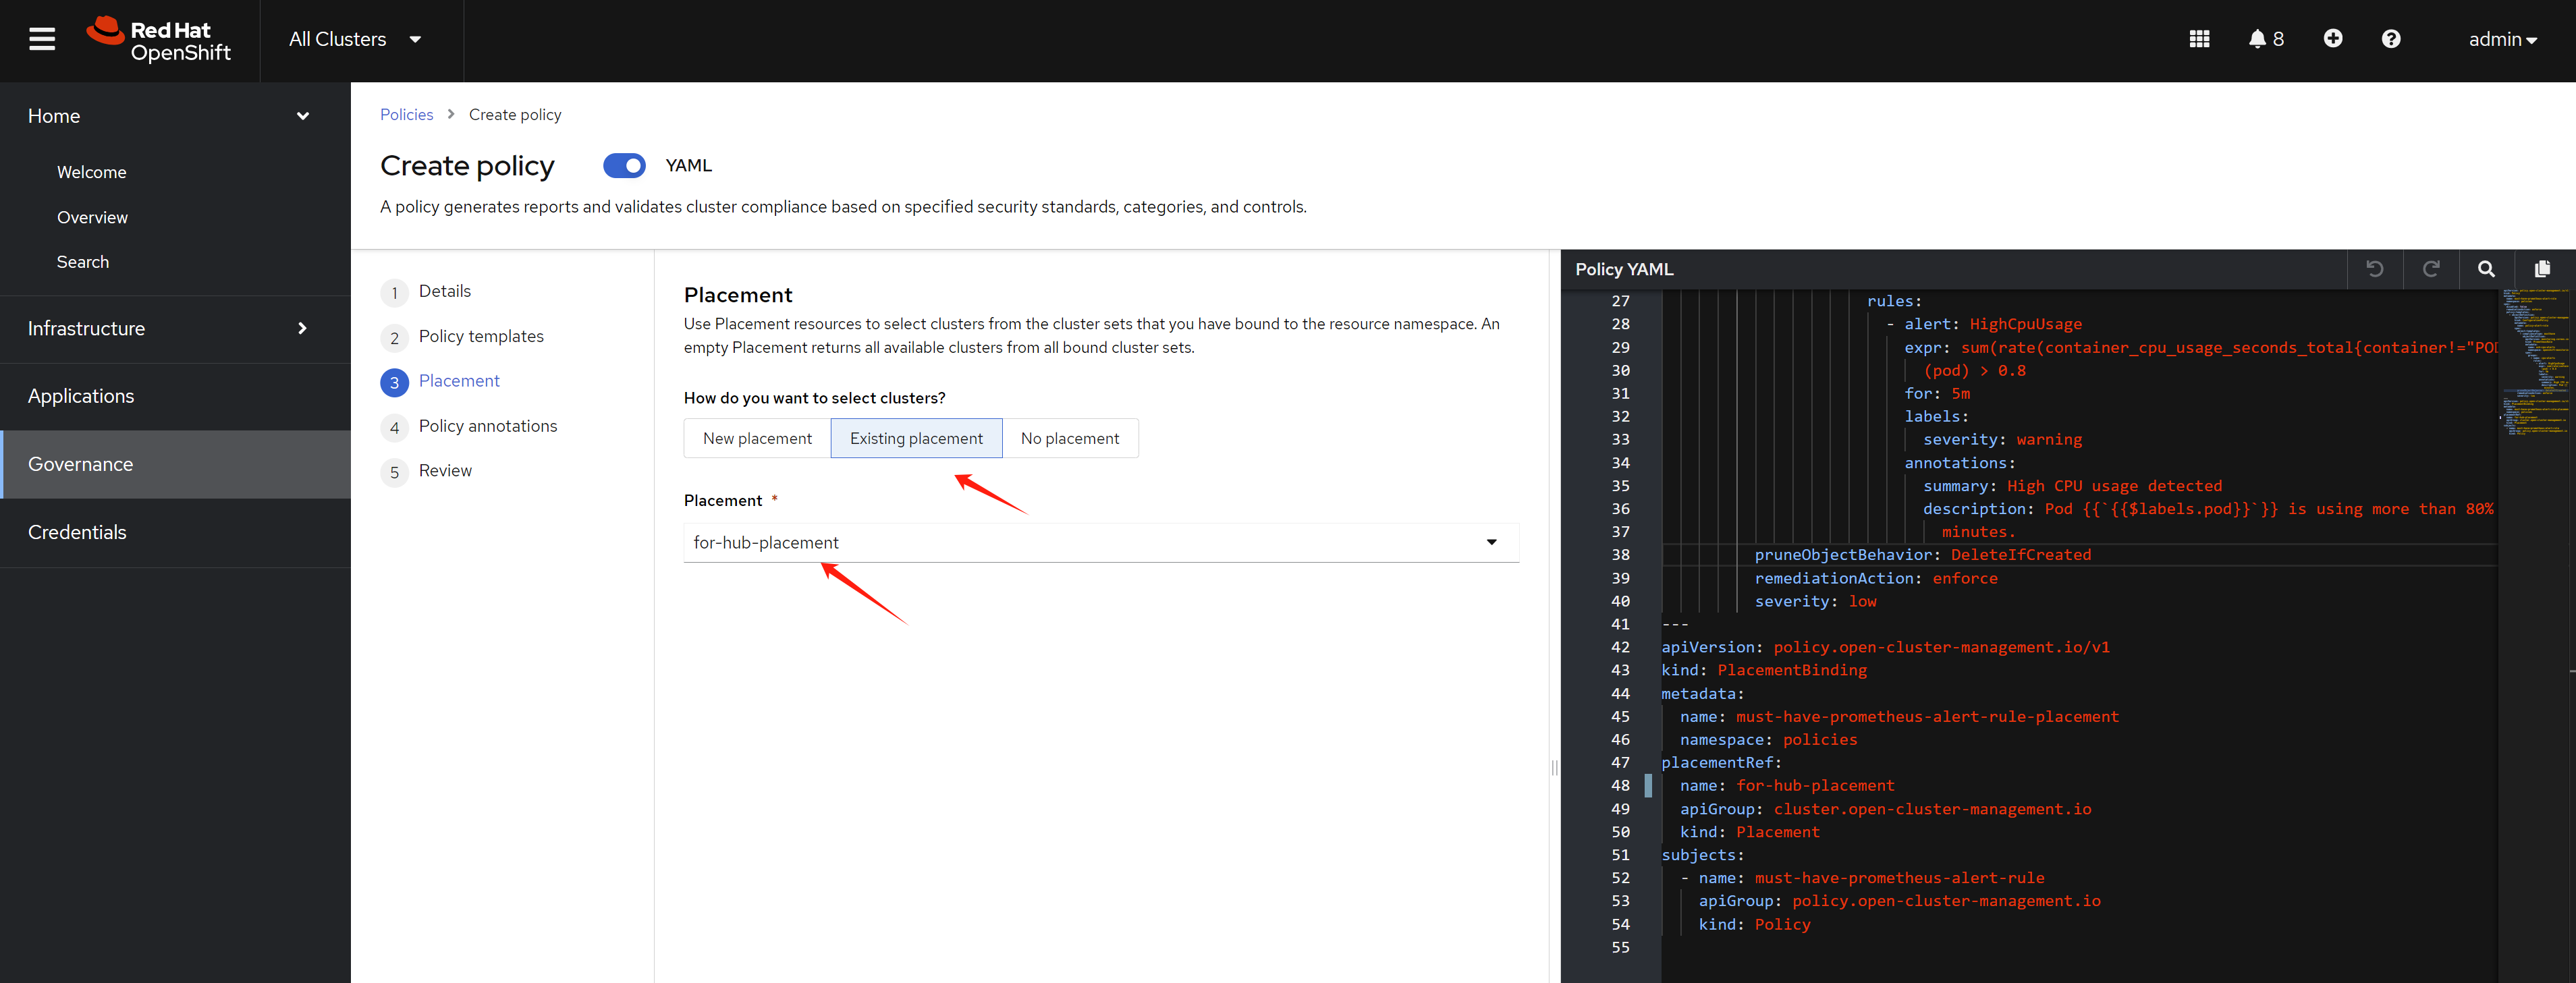 Red Hat
OpenShift
All Clusters
8
admin
Home
Welcome
Overview
Search
Infrastructure
Applications
Governance
Credentials
Policies
Create policy
Create policy
YAML
A policy generates reports and validates cluster compliance based on specified security standards, categories, and controls.
1 Details
2 Policy templates
3 Placement
4 Policy annotations
5 Review
Placement
Use Placement resources to select clusters from the cluster sets that you have bound to the resource namespace. An
empty Placement returns all available clusters from all bound cluster sets.
How do you want to select clusters?
New placement
Existing placement
No placement
Placement *
for-hub-placement
Policy YAML
27 rules:
28 - alert: HighCpuUsage
29 expr: sum(rate(container_cpu_usage_seconds_total{container!="POD
30 (pod) > 0.8
31 for: 5m
32 labels:
33 severity: warning
34 annotations:
35 summary: High CPU usage detected
36 description: Pod {{`{{$labels.pod}}`}} is using more than 80%
37 minutes.
38 pruneObjectBehavior: DeleteIfCreated
39 remediationAction: enforce
40 severity: low
41 ---
42 apiVersion: policy.open-cluster-management.io/v1
43 kind: PlacementBinding
44 metadata:
45 name: must-have-prometheus-alert-rule-placement
46 namespace: policies
47 placementRef:
48 name: for-hub-placement
49 apiGroup: cluster.open-cluster-management.io
50 kind: Placement
51 subjects:
52 - name: must-have-prometheus-alert-rule
53 apiGroup: policy.open-cluster-management.io
54 kind: Policy
55